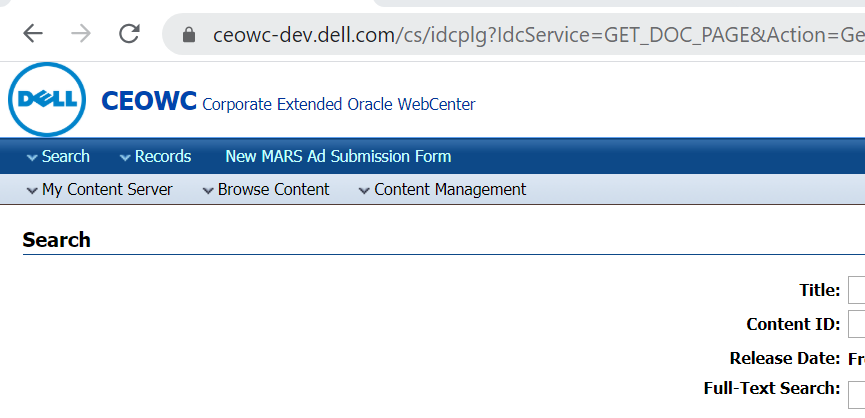 ceowc-dev.dell.com/cs/idcplg?IdcService=GET_DOC_PAGE&Action=Ge
DELL CEOWC Corporate Extended Oracle WebCenter
Search Records New MARS Ad Submission Form
My Content Server Browse Content Content Management
Search
Title:
Content ID:
Release Date: Fr
Full-Text Search: